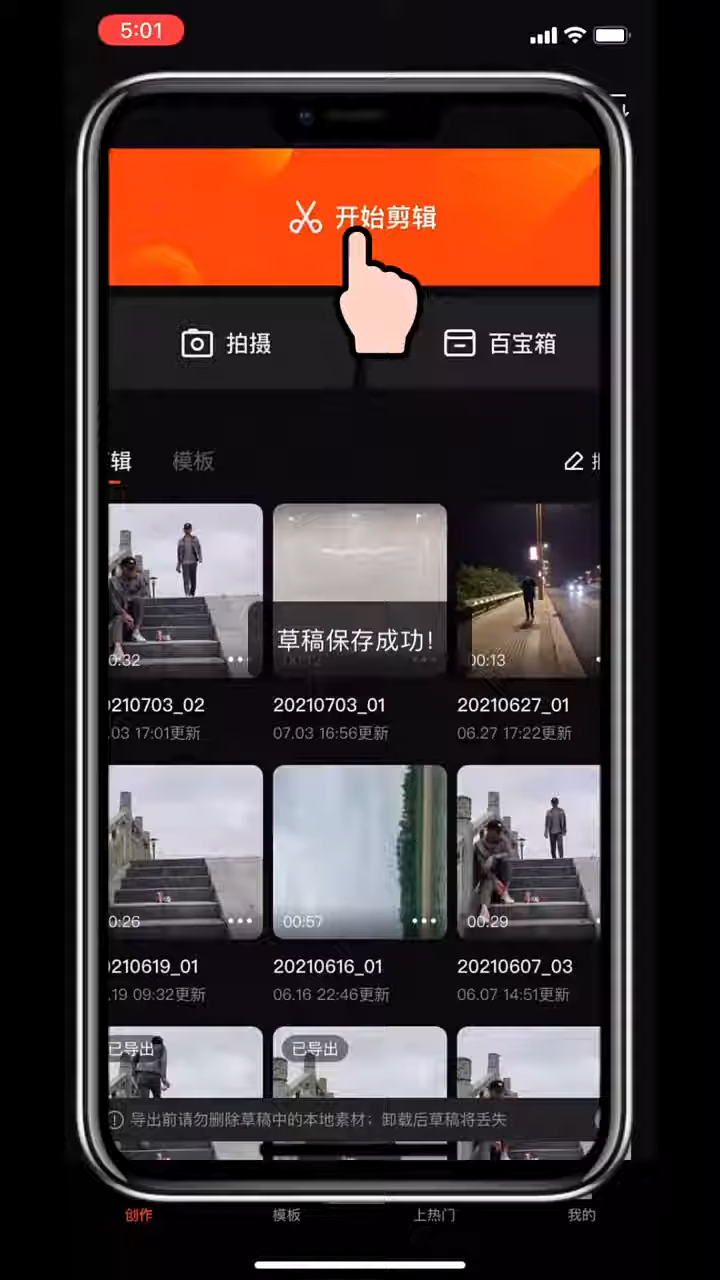 5:01
开始剪辑
拍摄
百宝箱
辑
模板
0:32
草稿保存成功!
00:12
00:13
20210703_02
.03 17:01更新
20210703_01
07.03 16:56更新
20210627_01
06.27 17:22更新
0:26
00:57
00:29
20210619_01
.19 09:32更新
20210616_01
06.16 22:46更新
20210607_03
06.07 14:51更新
已导出
已导出
导出前请勿删除草稿中的本地素材；卸载后草稿将丢失
创作
模板
上热门
我的